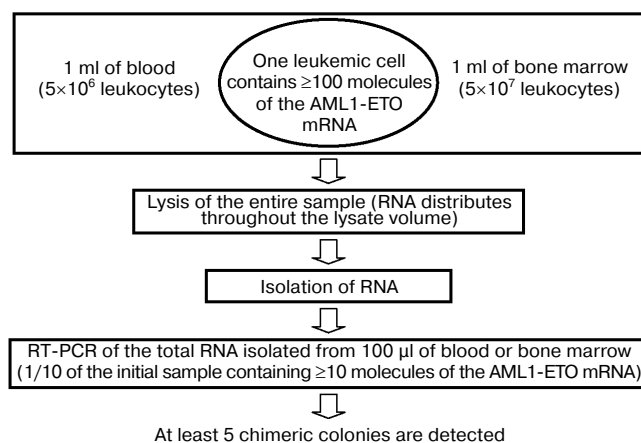 1 ml of blood
(5×10⁶ leukocytes)
One leukemic cell
contains ≥100 molecules
of the AML1-ETO
mRNA
1 ml of bone marrow
(5×10⁷ leukocytes)
Lysis of the entire sample (RNA distributes
throughout the lysate volume)
Isolation of RNA
RT-PCR of the total RNA isolated from 100 µl of blood or bone marrow
(1/10 of the initial sample containing ≥10 molecules of the AML1-ETO mRNA)
At least 5 chimeric colonies are detected